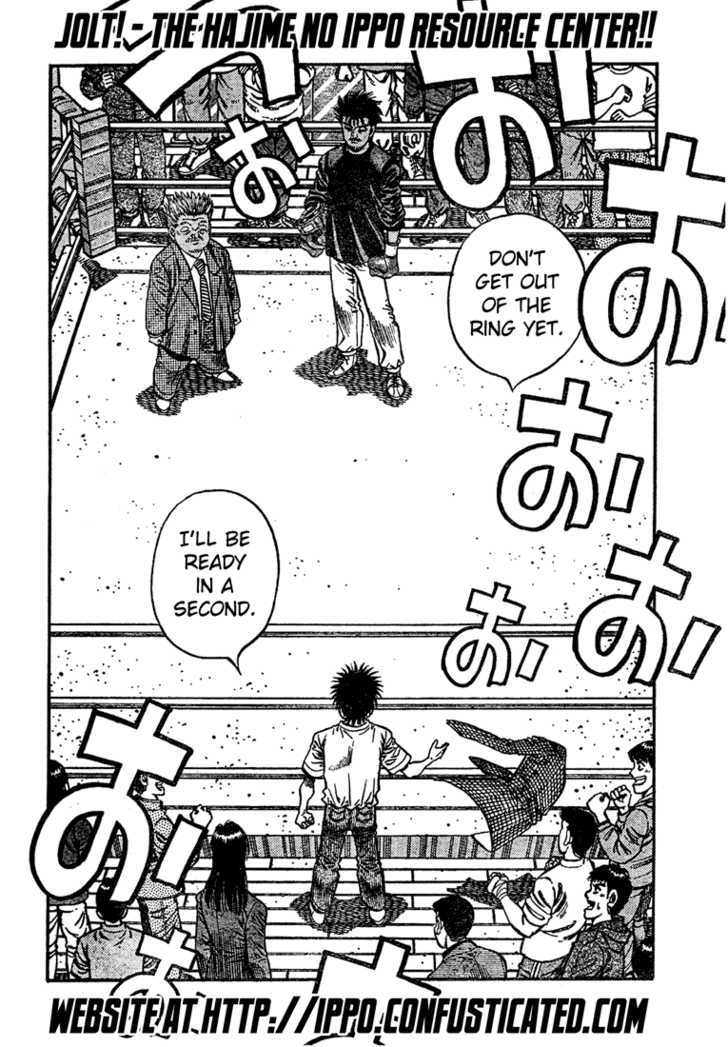 JOLT! - THE HAJIME NO IPPO RESOURCE CENTER!!
お
お
お
DON'T
GET OUT
OF THE
RING YET.
お
I'LL BE
READY
IN A
SECOND.
お
お
お
お
WEBSITE AT HTTP://IPPO.CONFUSTICATED.COM